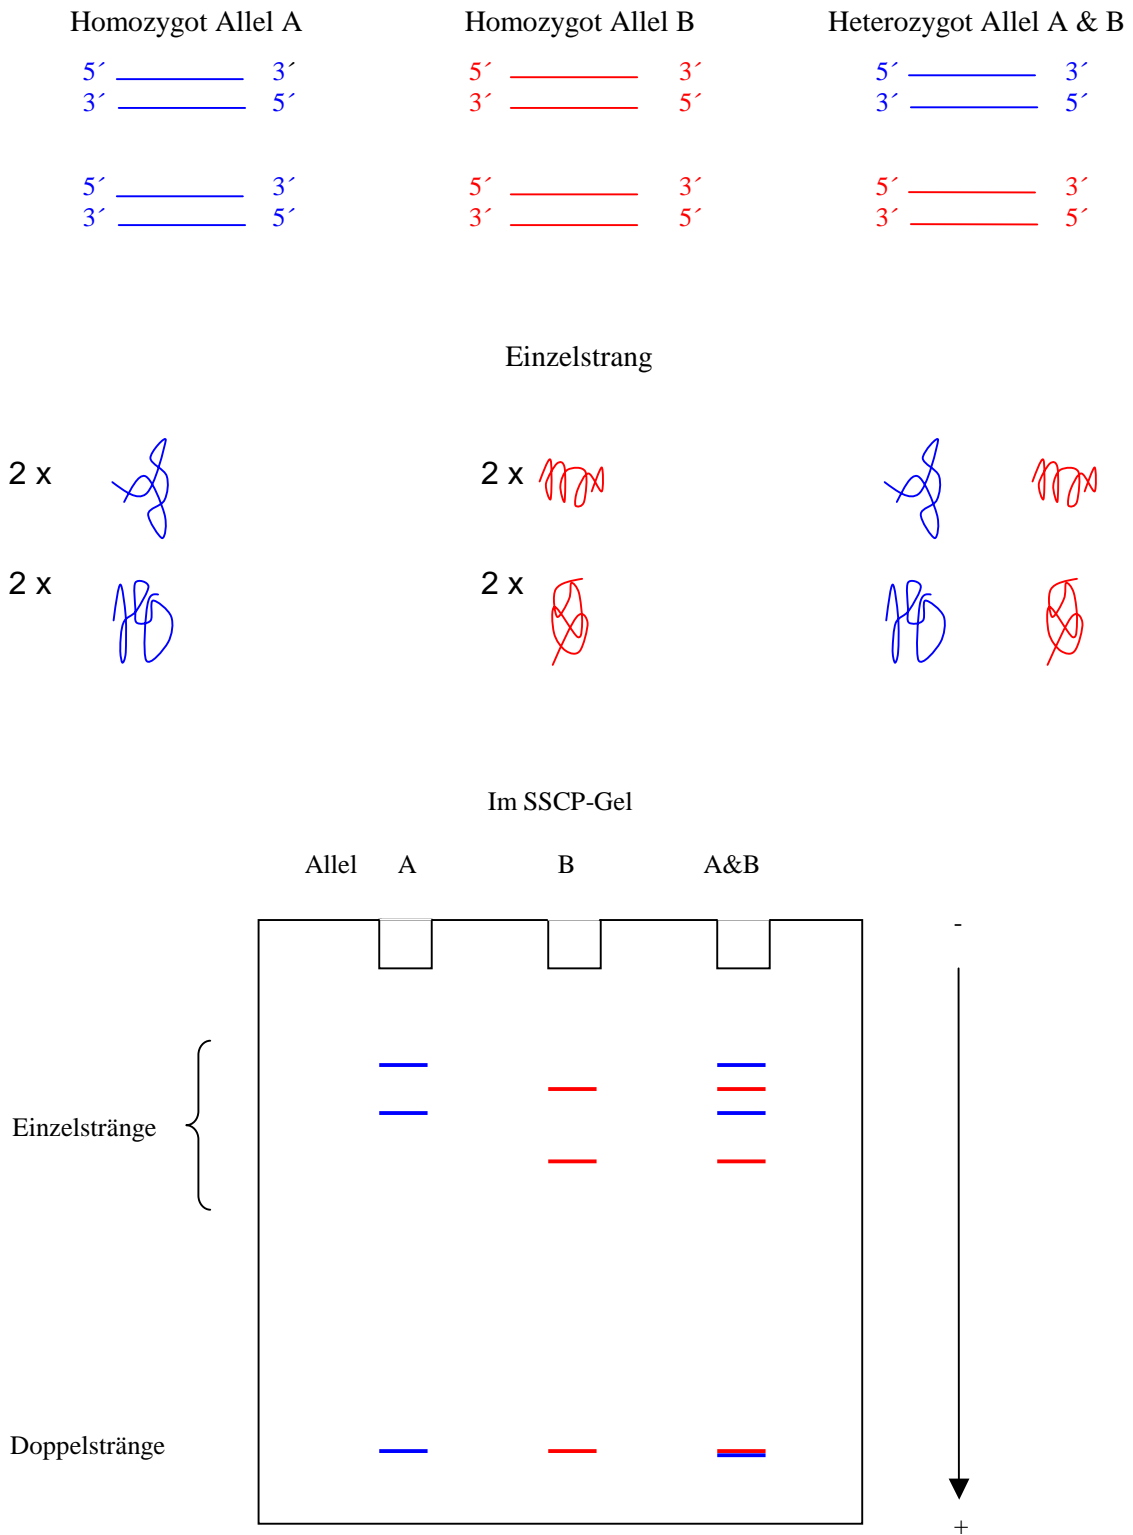 Homozygot Allel A Homozygot Allel B Heterozygot Allel A & B
5´ 3´ 5´ 3´ 5´ 3´
3´ 5´ 3´ 5´ 3´ 5´
5´ 3´ 5´ 3´ 5´ 3´
3´ 5´ 3´ 5´ 3´ 5´
Einzelstrang
2 x 2 x
2 x 2 x
Im SSCP-Gel
Allel A B A&B
-
Einzelstränge
Doppelstränge
+